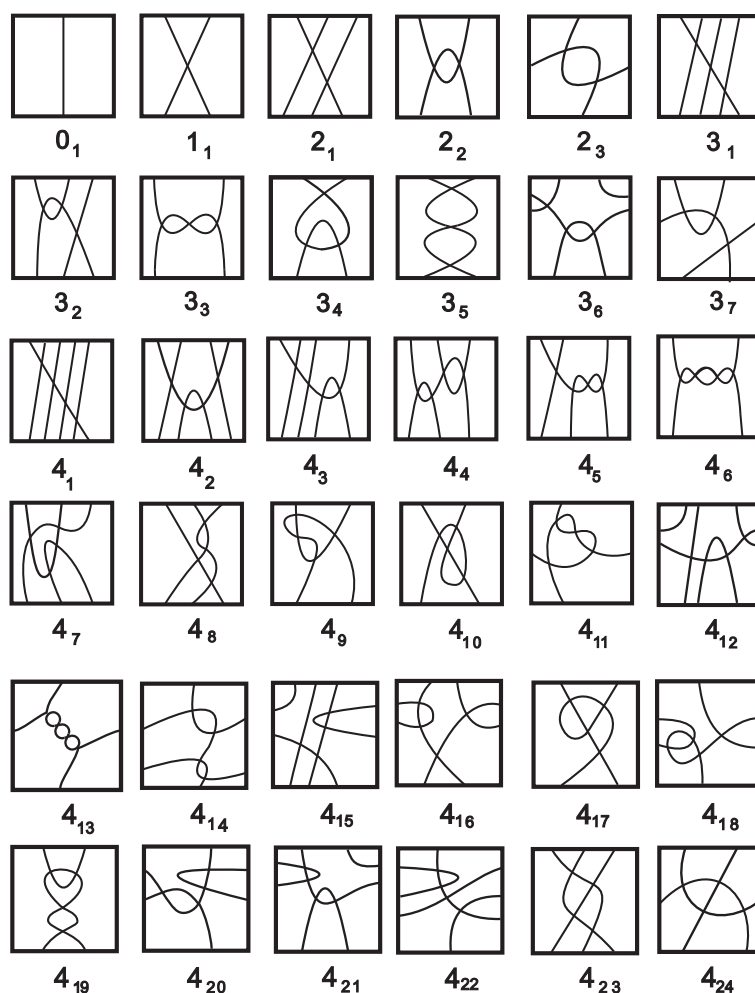 0₁ 1₁ 2₁ 2₂ 2₃ 3₁
3₂ 3₃ 3₄ 3₅ 3₆ 3₇
4₁ 4₂ 4₃ 4₄ 4₅ 4₆
4₇ 4₈ 4₉ 4₁₀ 4₁₁ 4₁₂
4₁₃ 4₁₄ 4₁₅ 4₁₆ 4₁₇ 4₁₈
4₁₉ 4₂₀ 4₂₁ 4₂₂ 4₂₃ 4₂₄